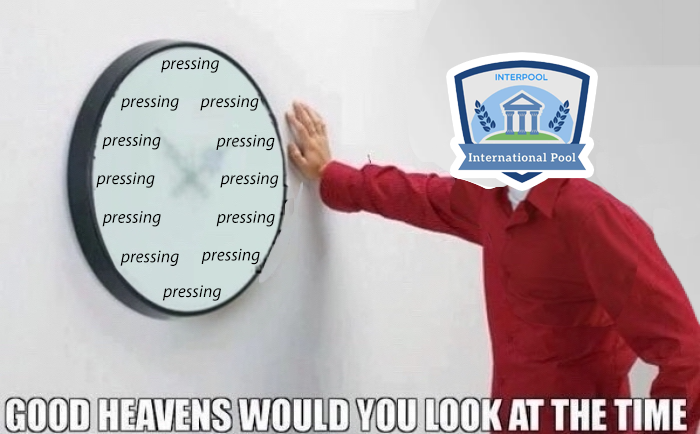 pressing
INTERPOOL
pressing pressing
pressing pressing
International Pool
pressing pressing
pressing pressing
pressing pressing
pressing
GOOD HEAVENS WOULD YOU LOOK AT THE TIME